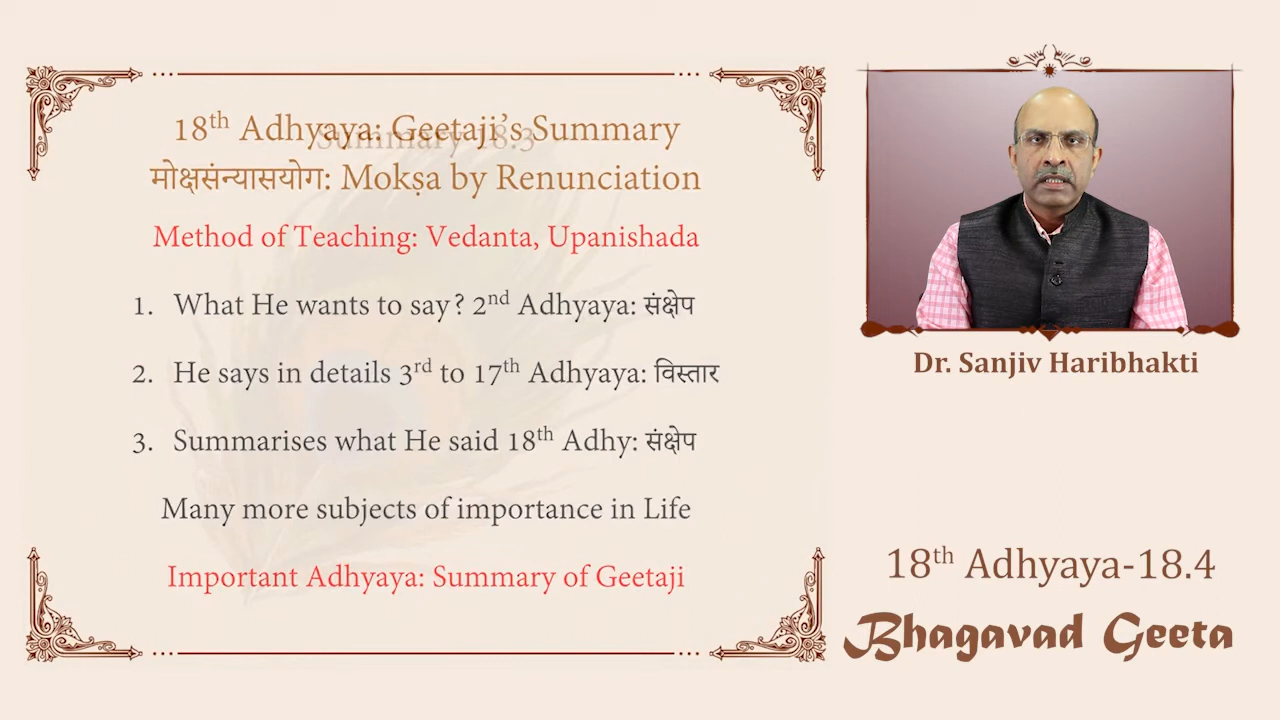 18th Adhyaya: Geetaji's Summary
Summary 18.3
मोक्षसंन्यासयोग: Mokṣa by Renunciation
Method of Teaching: Vedanta, Upanishada
1. What He wants to say? 2nd Adhyaya: संक्षेप
2. He says in details 3rd to 17th Adhyaya: विस्तार
3. Summarises what He said 18th Adhy: संक्षेप
Many more subjects of importance in Life
Important Adhyaya: Summary of Geetaji
Dr. Sanjiv Haribhakti
18th Adhyaya-18.4
Bhagavad Geeta